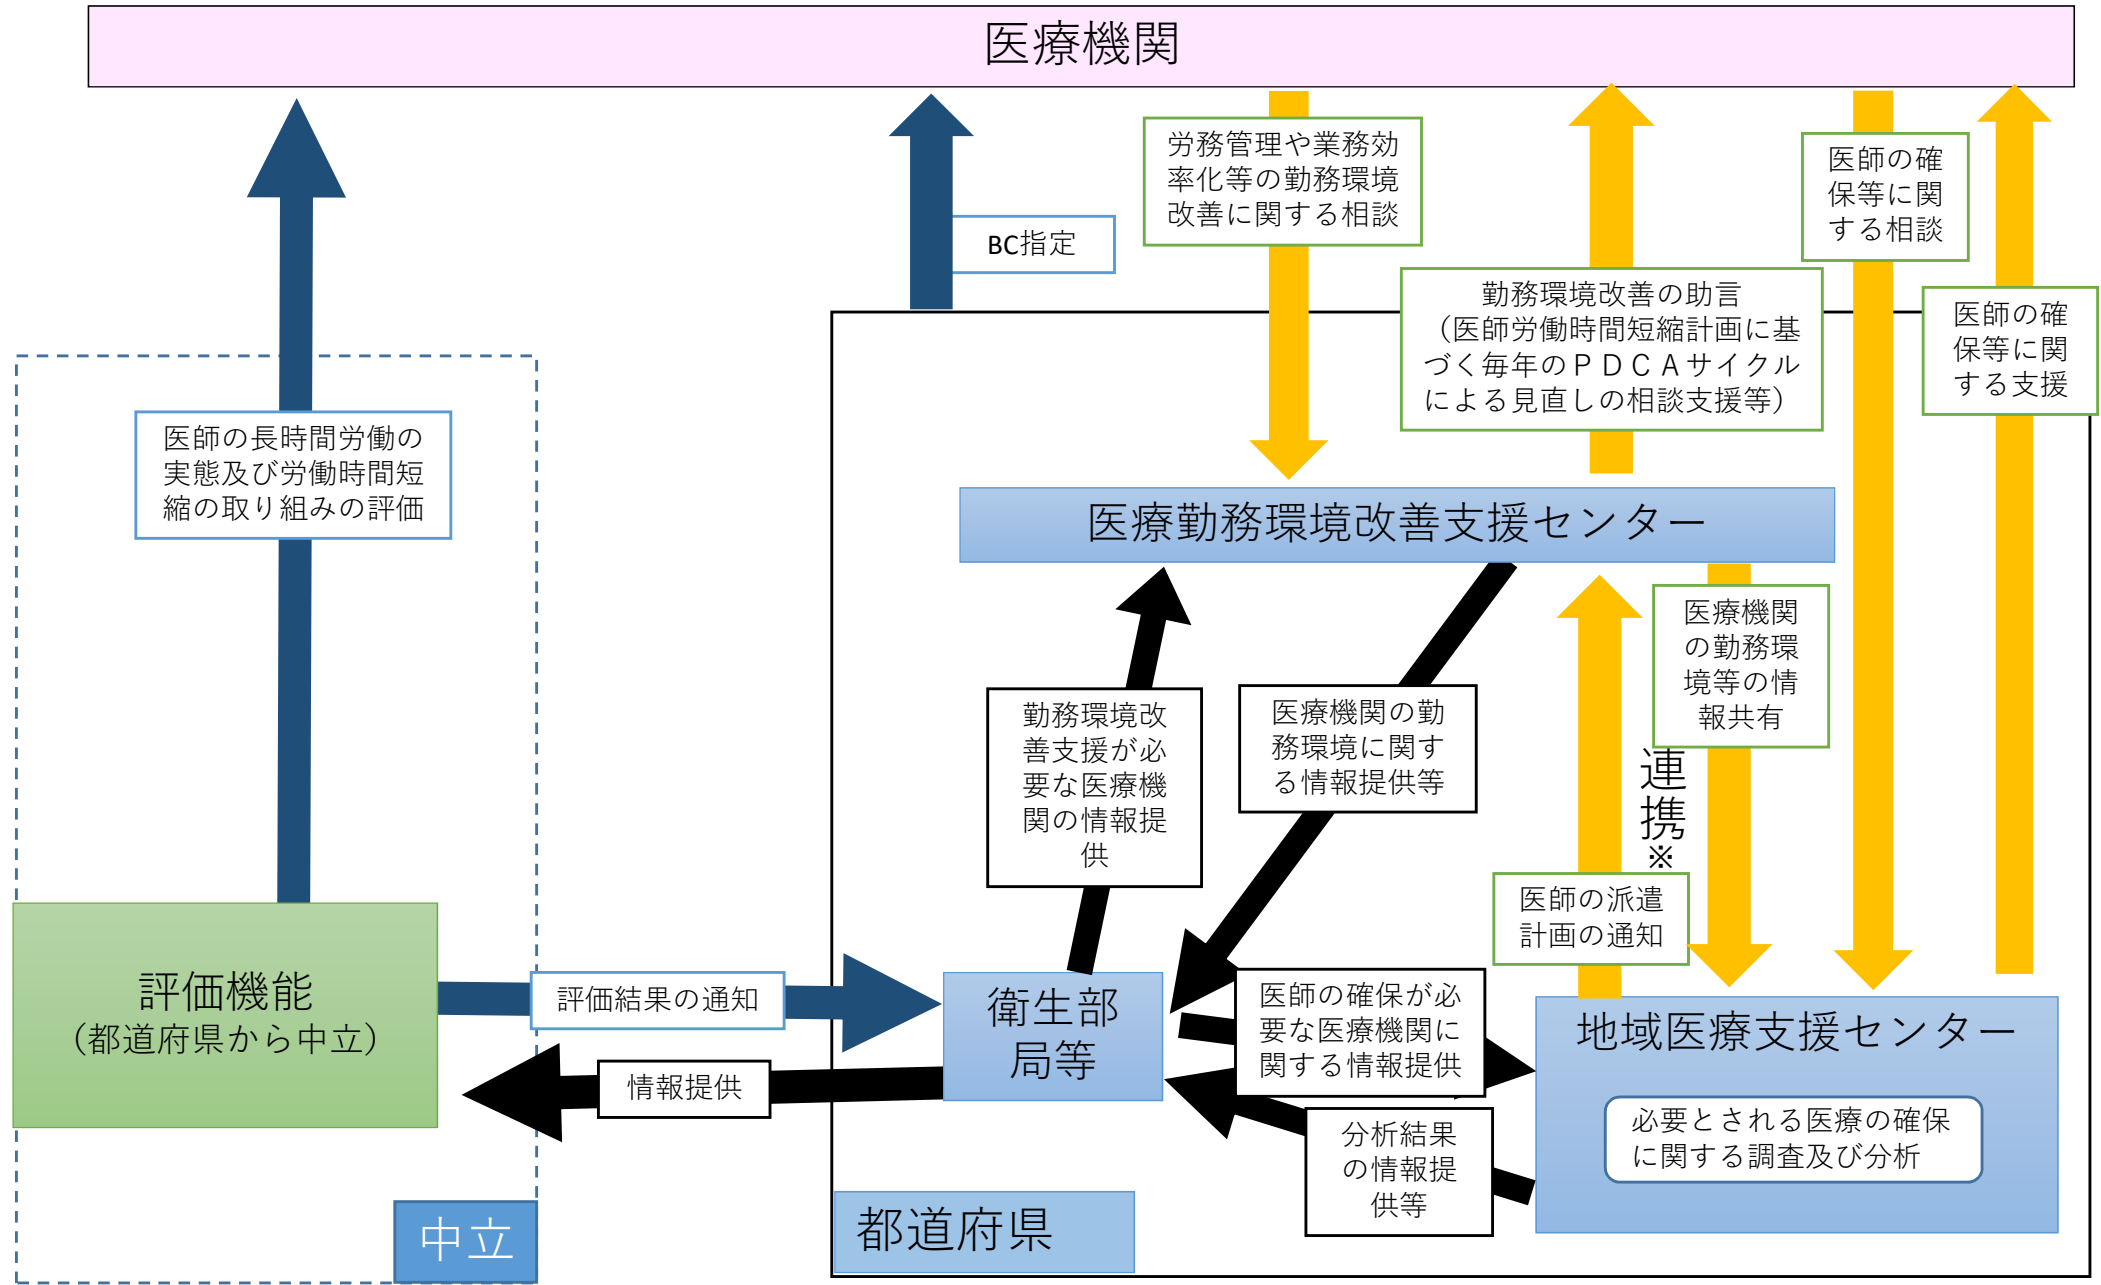 医療機関
労務管理や業務効
率化等の勤務環境
改善に関する相談
医師の確
保等に関
する相談
BC指定
勤務環境改善の助言
（医師労働時間短縮計画に基
づく毎年のＰＤＣＡサイクル
による見直しの相談支援等）
医師の確
保等に関
する支援
医師の長時間労働の
実態及び労働時間短
縮の取り組みの評価
医療勤務環境改善支援センター
医療機関
の勤務環
境等の情
報共有
勤務環境改
善支援が必
要な医療機
関の情報提
供
医療機関の勤
務環境に関す
る情報提供等
連携※
医師の派遣
計画の通知
評価機能
（都道府県から中立）
評価結果の通知
衛生部
局等
医師の確保が必
要な医療機関に
関する情報提供
地域医療支援センター
情報提供
必要とされる医療の確保
に関する調査及び分析
分析結果
の情報提
供等
中立
都道府県